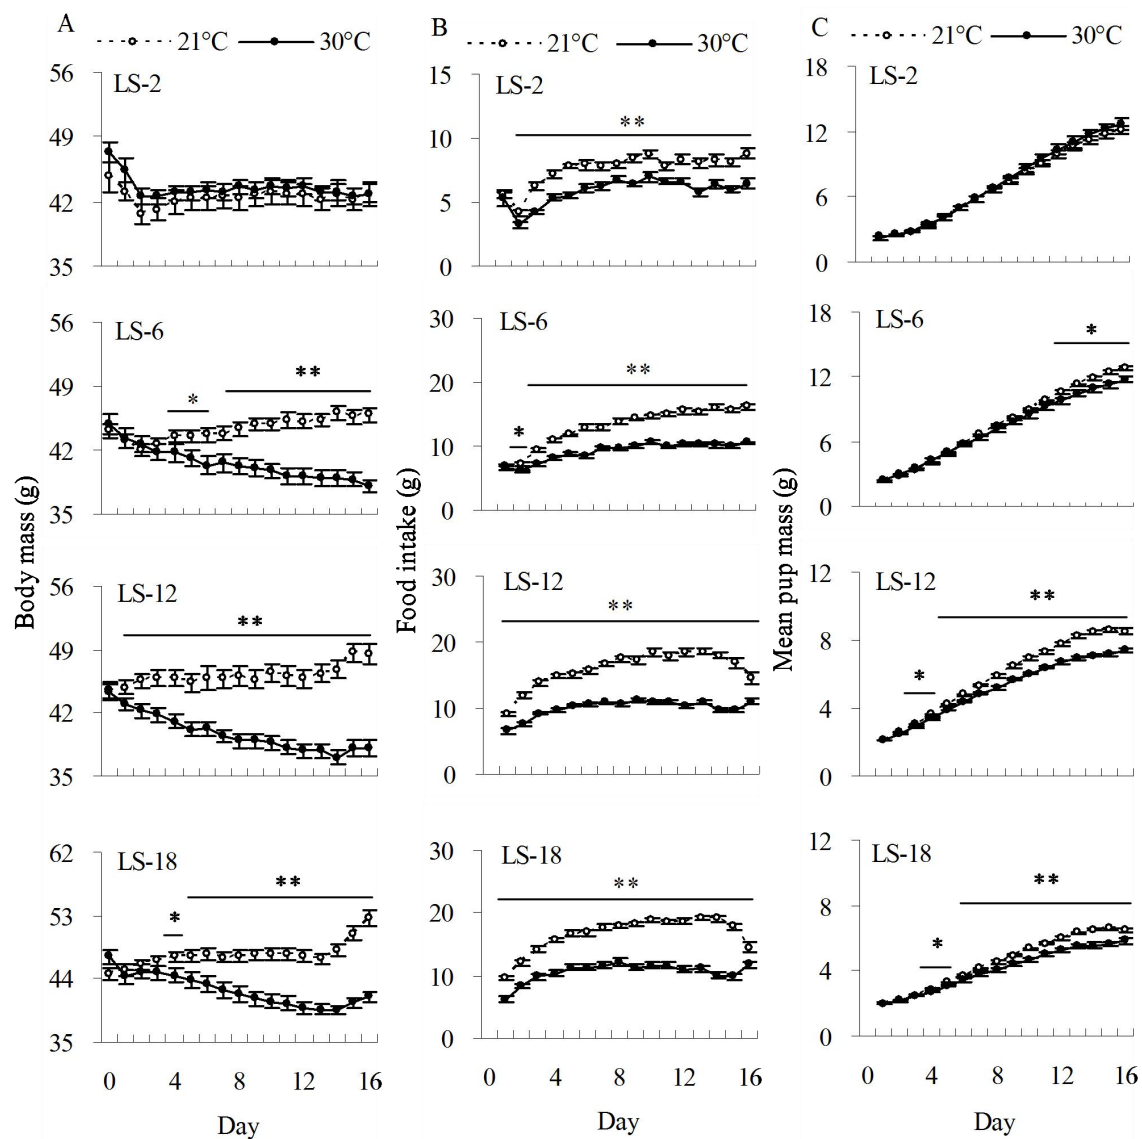 A
21°C 30°C
56
LS-2
49
42
35
56
LS-6
**
49
*
42
35
56
LS-12
**
49
42
35
62
LS-18
**
53
*
44
35
0 4 8 12 16
Day
Body mass (g)
B
21°C 30°C
15
LS-2
**
10
5
0
30
LS-6
**
20
*
10
0
30
LS-12
**
20
10
0
30
LS-18
**
20
10
0
0 4 8 12 16
Day
Food intake (g)
C
21°C 30°C
18
LS-2
12
6
0
18
LS-6
*
12
6
0
12
LS-12
**
8
*
4
0
12
LS-18
**
8
*
4
0
0 4 8 12 16
Day
Mean pup mass (g)